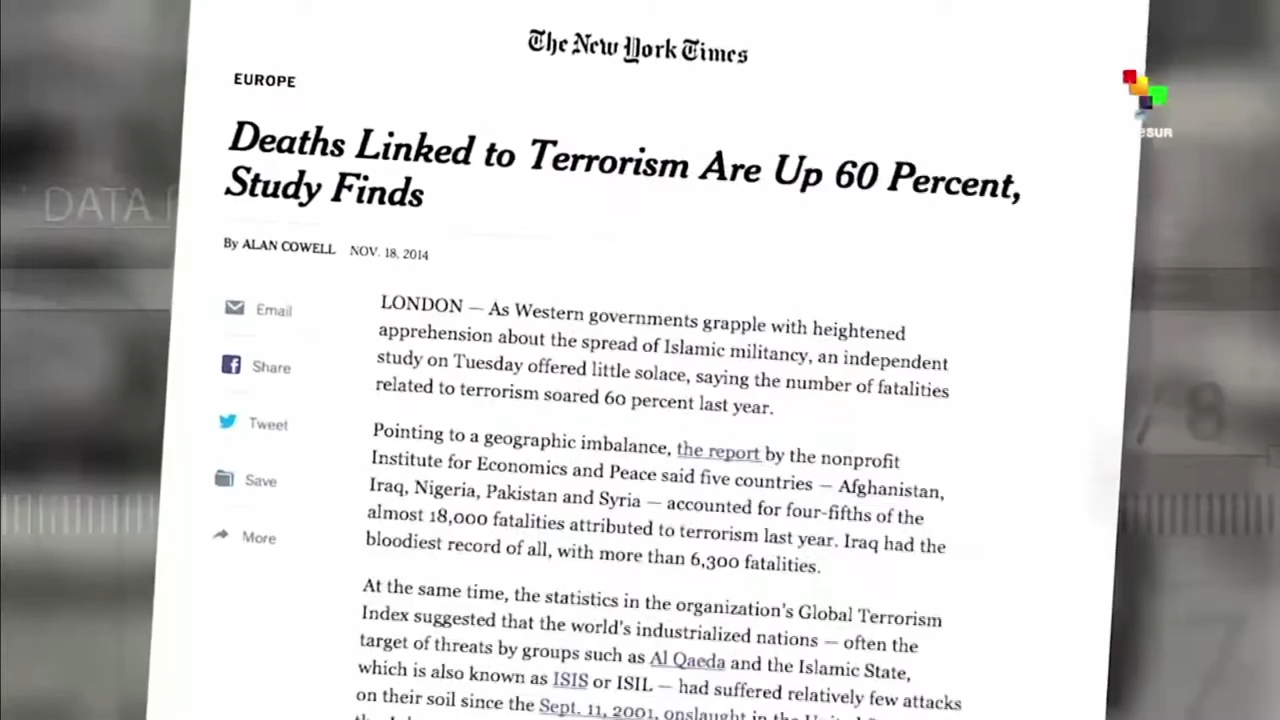 The New York Times
EUROPE
Deaths Linked to Terrorism Are Up 60 Percent,
Study Finds
By ALAN COWELL NOV. 18, 2014
Email
Share
Tweet
Save
More
LONDON — As Western governments grapple with heightened
apprehension about the spread of Islamic militancy, an independent
study on Tuesday offered little solace, saying the number of fatalities
related to terrorism soared 60 percent last year.
Pointing to a geographic imbalance, the report by the nonprofit
Institute for Economics and Peace said five countries — Afghanistan,
Iraq, Nigeria, Pakistan and Syria — accounted for four-fifths of the
almost 18,000 fatalities attributed to terrorism last year. Iraq had the
bloodiest record of all, with more than 6,300 fatalities.
At the same time, the statistics in the organization's Global Terrorism
Index suggested that the world's industrialized nations — often the
target of threats by groups such as Al Qaeda and the Islamic State,
which is also known as ISIS or ISIL — had suffered relatively few attacks
on their soil since the Sept. 11, 2001, onslaught in the
eSUR
DATA
78